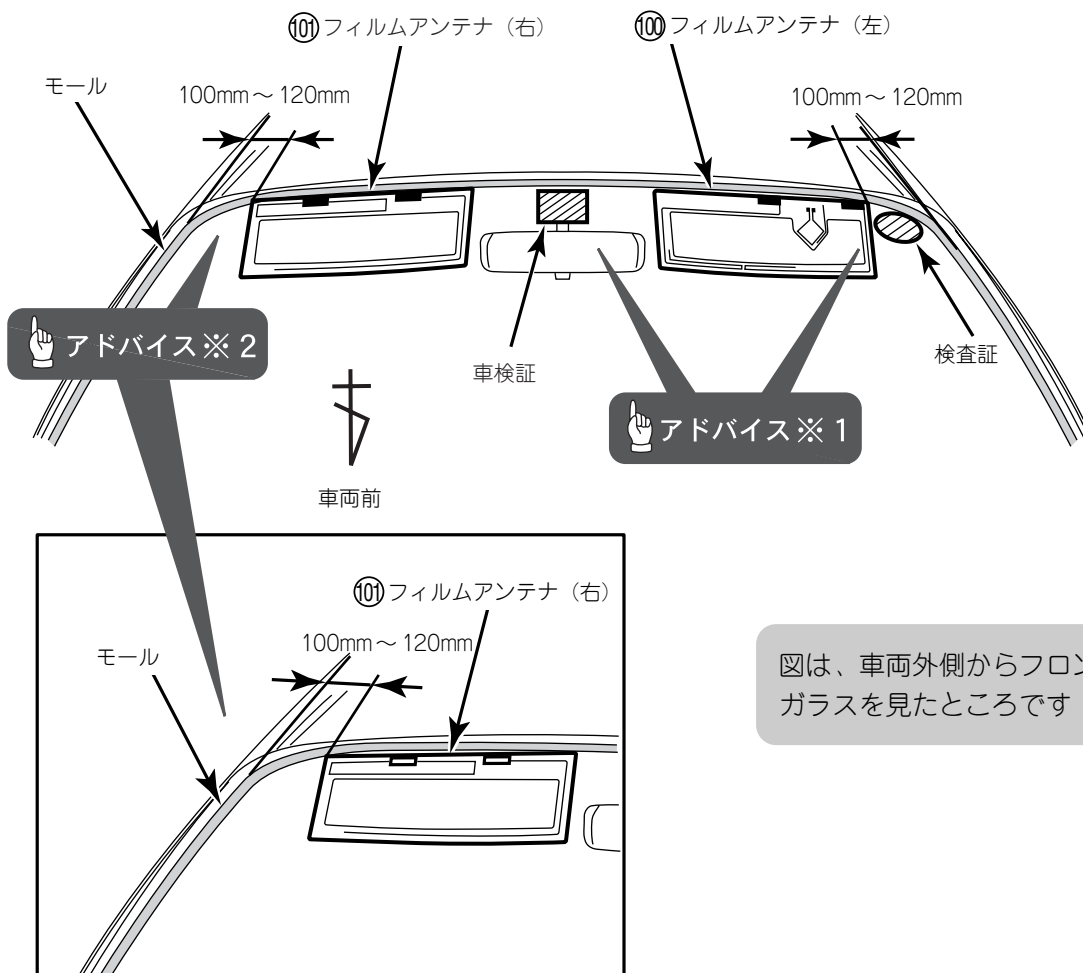 101フィルムアンテナ（右）
100フィルムアンテナ（左）
モール
100mm～120mm
100mm～120mm
アドバイス※2
車検証
検査証
アドバイス※1
車両前
101フィルムアンテナ（右）
100mm～120mm
モール
図は、車両外側からフロン
ガラスを見たところです